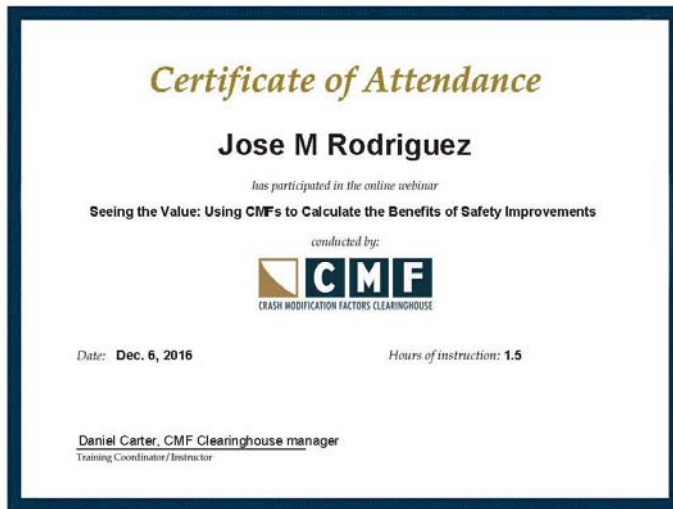 Certificate of Attendance
Jose M Rodriguez
has participated in the online webinar
Seeing the Value: Using CMFs to Calculate the Benefits of Safety Improvements
conducted by:
CMF
CRASH MODIFICATION FACTORS CLEARINGHOUSE
Date: Dec. 6, 2016 Hours of instruction: 1.5
Daniel Carter, CMF Clearinghouse manager
Training Coordinator/Instructor